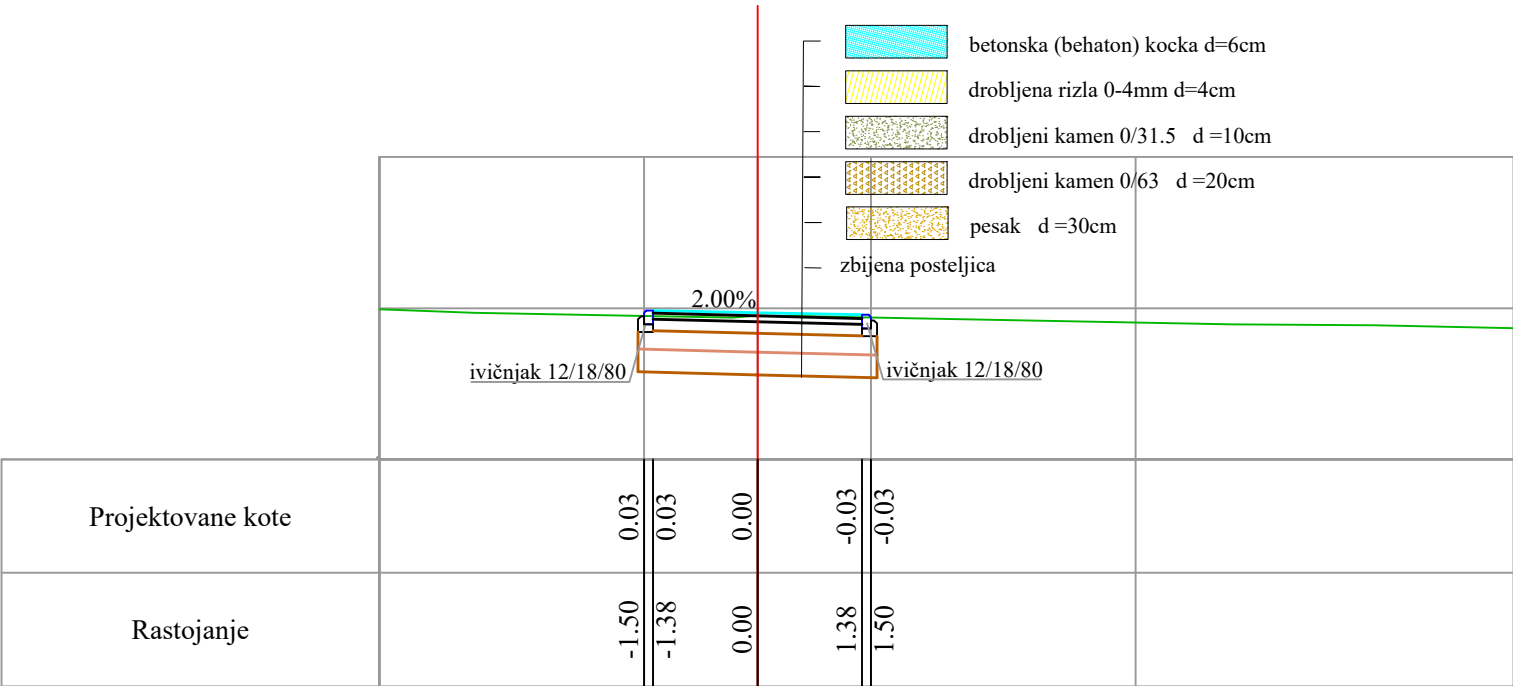 betonska (behaton) kocka d=6cm
drobljena rizla 0-4mm d=4cm
drobljeni kamen 0/31.5 d =10cm
drobljeni kamen 0/63 d =20cm
pesak d =30cm
zbijena posteljica
2.00%
ivičnjak 12/18/80
ivičnjak 12/18/80
Projektovane kote
0.03
0.03
0.00
-0.03
-0.03
Rastojanje
-1.50
-1.38
0.00
1.38
1.50